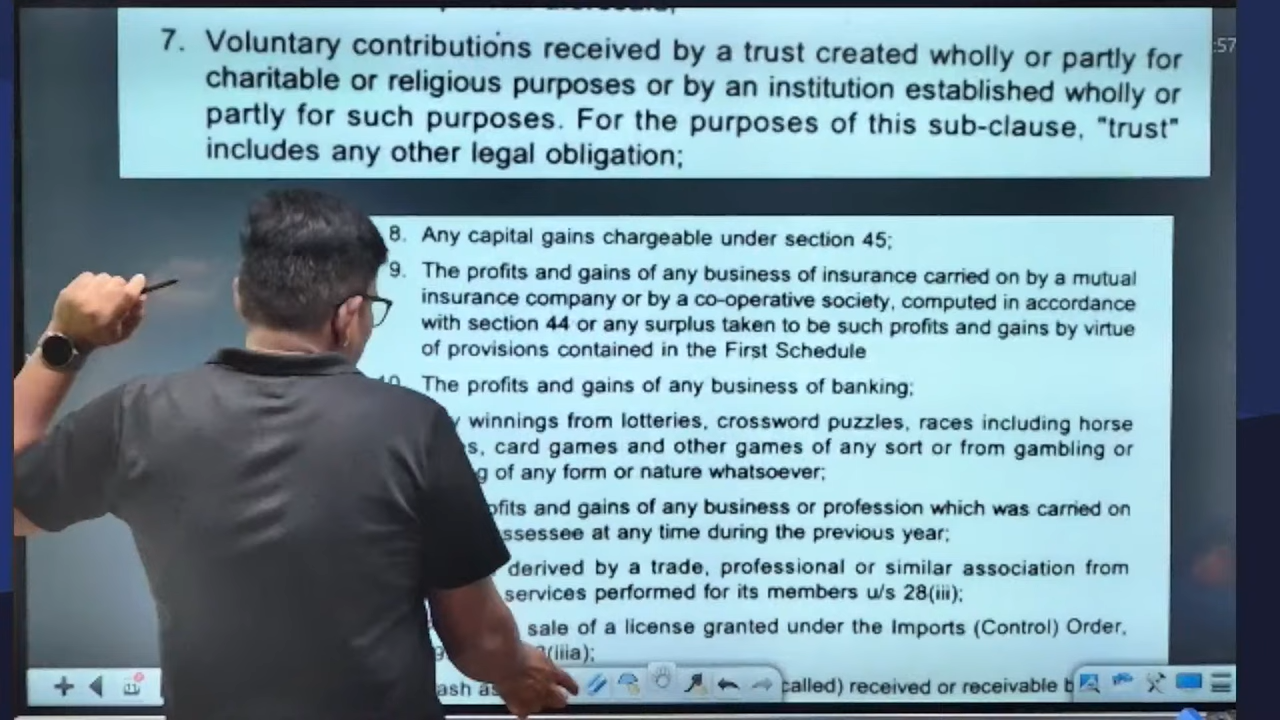 7. Voluntary contributions received by a trust created wholly or partly for
charitable or religious purposes or by an institution established wholly or
partly for such purposes. For the purposes of this sub-clause, "trust"
includes any other legal obligation;
:57
8. Any capital gains chargeable under section 45;
9. The profits and gains of any business of insurance carried on by a mutual
insurance company or by a co-operative society, computed in accordance
with section 44 or any surplus taken to be such profits and gains by virtue
of provisions contained in the First Schedule
The profits and gains of any business of banking;
winnings from lotteries, crossword puzzles, races including horse
card games and other games of any sort or from gambling or
of any form or nature whatsoever;
and gains of any business or profession which was carried on
at any time during the previous year;
derived by a trade, professional or similar association from
services performed for its members u/s 28(iii);
sale of a license granted under the Imports (Control) Order,
(iiia);
called) received or receivable